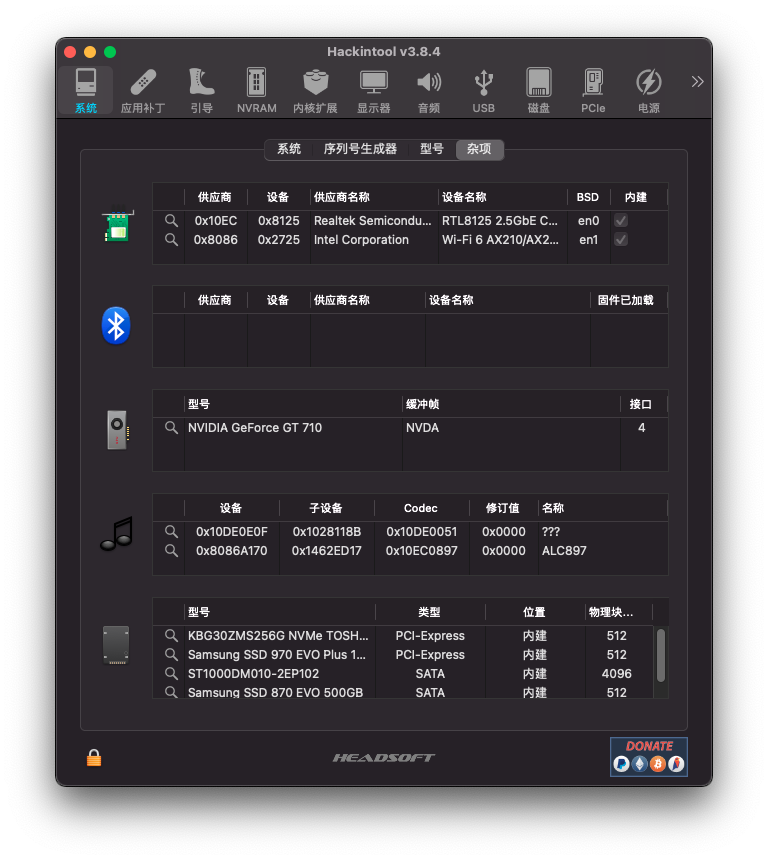 Hackintool v3.8.4
系统 应用补丁 引导 NVRAM 内核扩展 显示器 音频 USB 磁盘 PCIe 电源
系统 序列号生成器 型号 杂项
供应商 设备 供应商名称 设备名称 BSD 内建
0x10EC 0x8125 Realtek Semicondu... RTL8125 2.5GbE C... en0
0x8086 0x2725 Intel Corporation Wi-Fi 6 AX210/AX2... en1
供应商 设备 供应商名称 设备名称 固件已加载
型号 缓冲帧 接口
NVIDIA GeForce GT 710 NVDA 4
设备 子设备 Codec 修订值 名称
0x10DE0E0F 0x1028118B 0x10DE0051 0x0000 ???
0x8086A170 0x1462ED17 0x10EC0897 0x0000 ALC897
型号 类型 位置 物理块...
KBG30ZMS256G NVMe TOSH... PCI-Express 内建 512
Samsung SSD 970 EVO Plus 1... PCI-Express 内建 512
ST1000DM010-2EP102 SATA 内建 4096
Samsung SSD 870 EVO 500GB SATA 内建 512
HEADSOFT
DONATE